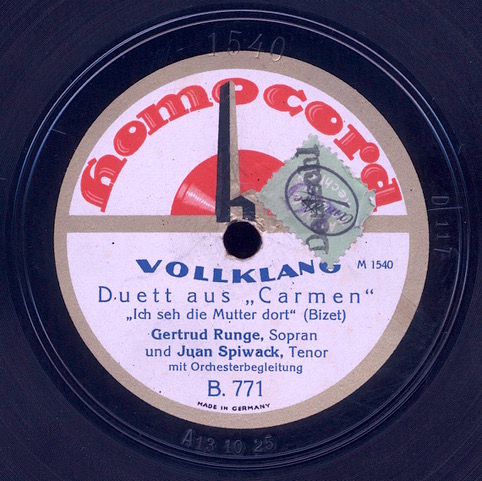 1540
Homocord
VOLLKLANG M 1540
Duett aus „Carmen“
„Ich seh die Mutter dort“ (Bizet)
Gertrud Runge, Sopran
und Juan Spiwack, Tenor
mit Orchesterbegleitung
B. 771
MADE IN GERMANY
A13 10 25
D 117